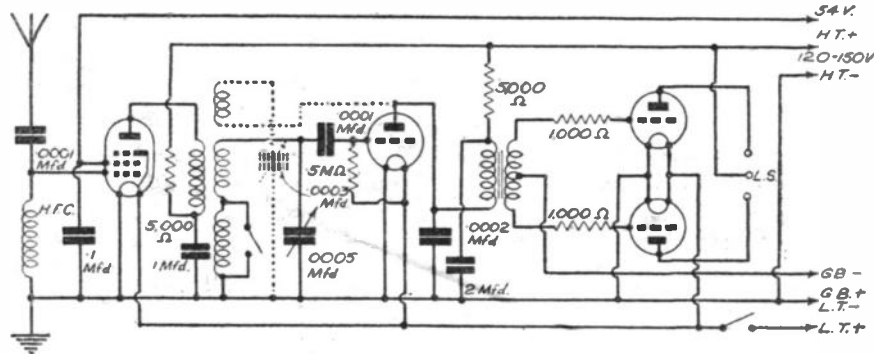 54V.
H.T.+
120-150V
H.T.-
.0001
Mfd
H.F.C.
.1
Mfd
5,000
Ω
.1 Mfd.
.0001
Mfd
.5MΩ
.0003
Mfd
.0005
Mfd
5,000
Ω
.0002
Mfd
2 Mfd.
1,000 Ω
1,000 Ω
L.S.
G.B.-
G.B.+
L.T.-
L.T.+